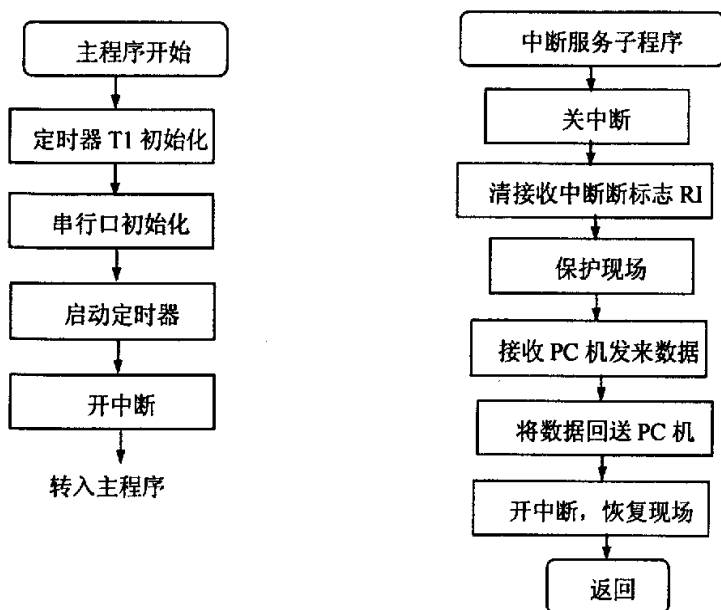 主程序开始
定时器 T1 初始化
串行口初始化
启动定时器
开中断
转入主程序
中断服务子程序
关中断
清接收中断断标志 RI
保护现场
接收 PC 机发来数据
将数据回送 PC 机
开中断，恢复现场
返回